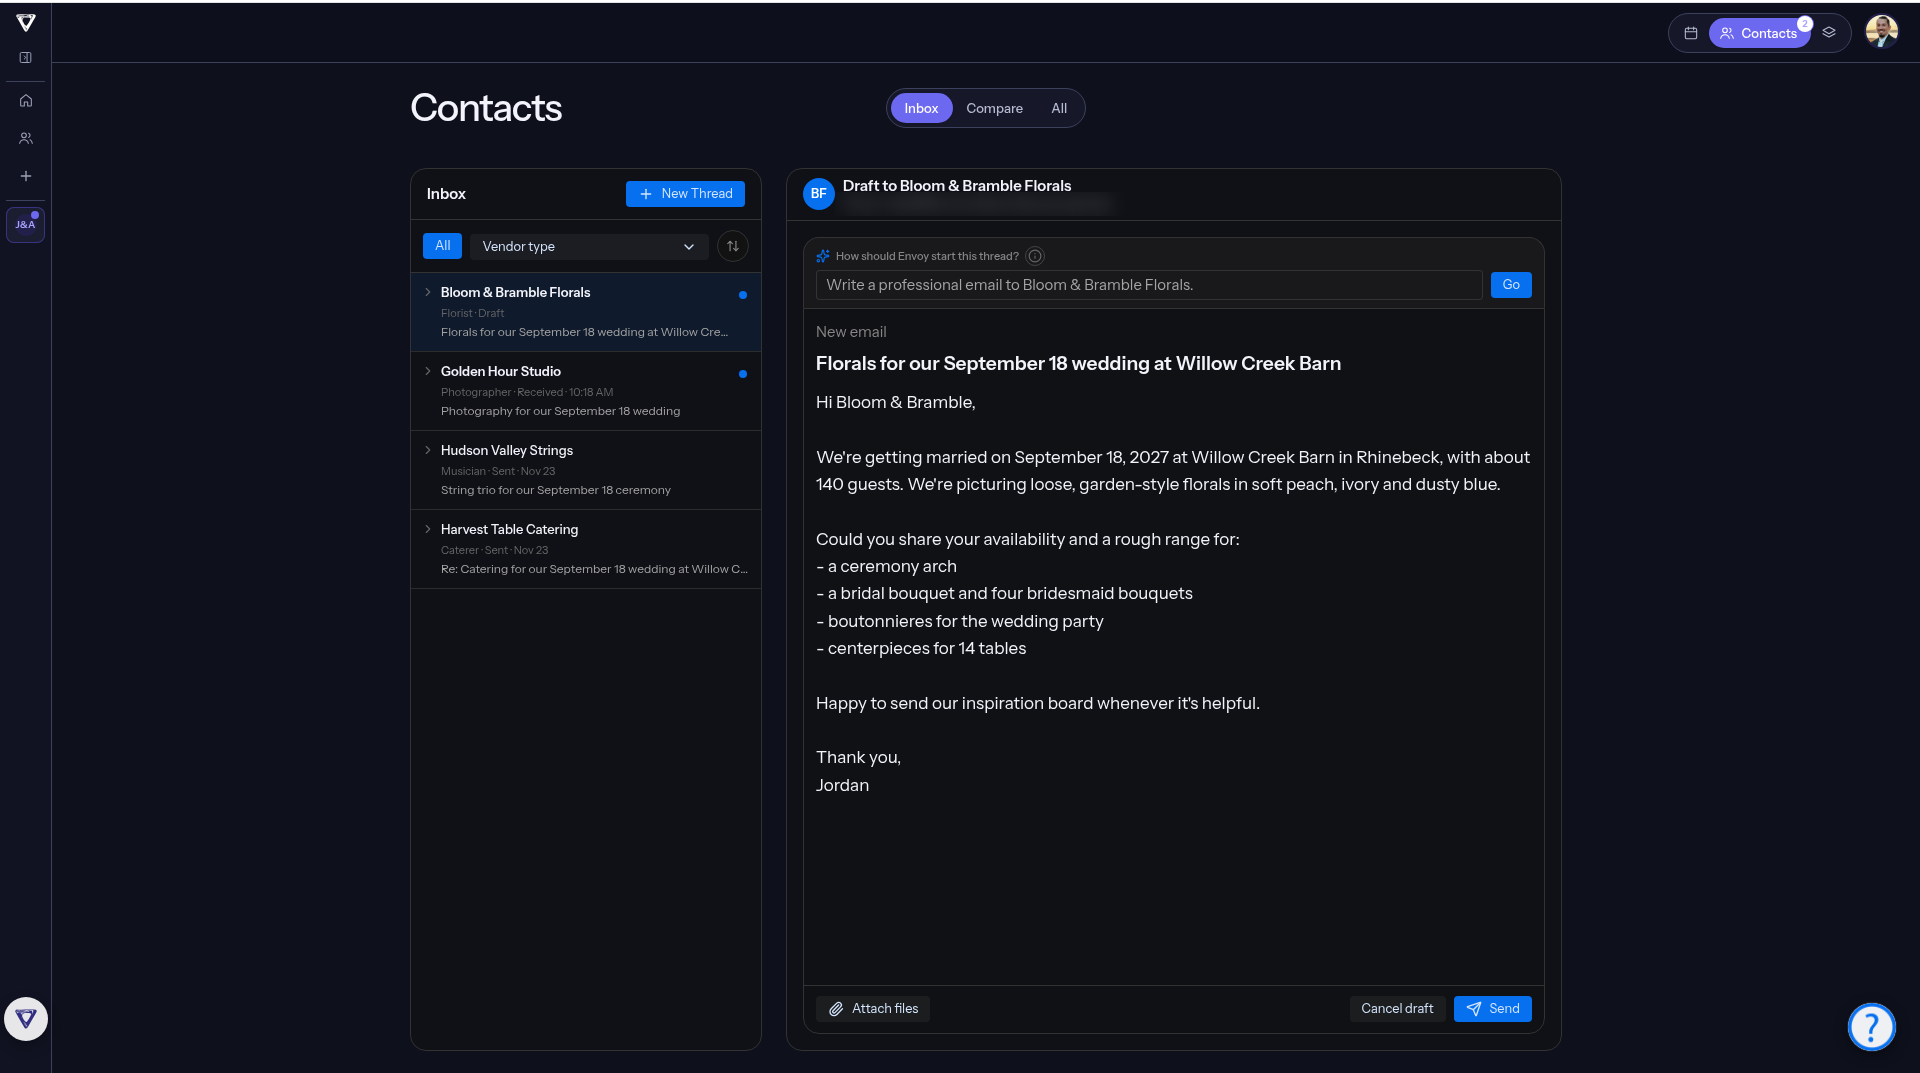 Contacts
2
Contacts
Inbox
Compare
All
J&A
Inbox
New Thread
All
Vendor type
Bloom & Bramble Florals
Florist · Draft
Florals for our September 18 wedding at Willow Cre...
Golden Hour Studio
Photographer · Received · 10:18 AM
Photography for our September 18 wedding
Hudson Valley Strings
Musician · Sent · Nov 23
String trio for our September 18 ceremony
Harvest Table Catering
Caterer · Sent · Nov 23
Re: Catering for our September 18 wedding at Willow C...
BF
Draft to Bloom & Bramble Florals
How should Envoy start this thread?
Write a professional email to Bloom & Bramble Florals.
Go
New email
Florals for our September 18 wedding at Willow Creek Barn
Hi Bloom & Bramble,
We're getting married on September 18, 2027 at Willow Creek Barn in Rhinebeck, with about
140 guests. We're picturing loose, garden-style florals in soft peach, ivory and dusty blue.
Could you share your availability and a rough range for:
- a ceremony arch
- a bridal bouquet and four bridesmaid bouquets
- boutonnieres for the wedding party
- centerpieces for 14 tables
Happy to send our inspiration board whenever it's helpful.
Thank you,
Jordan
Attach files
Cancel draft
Send
?